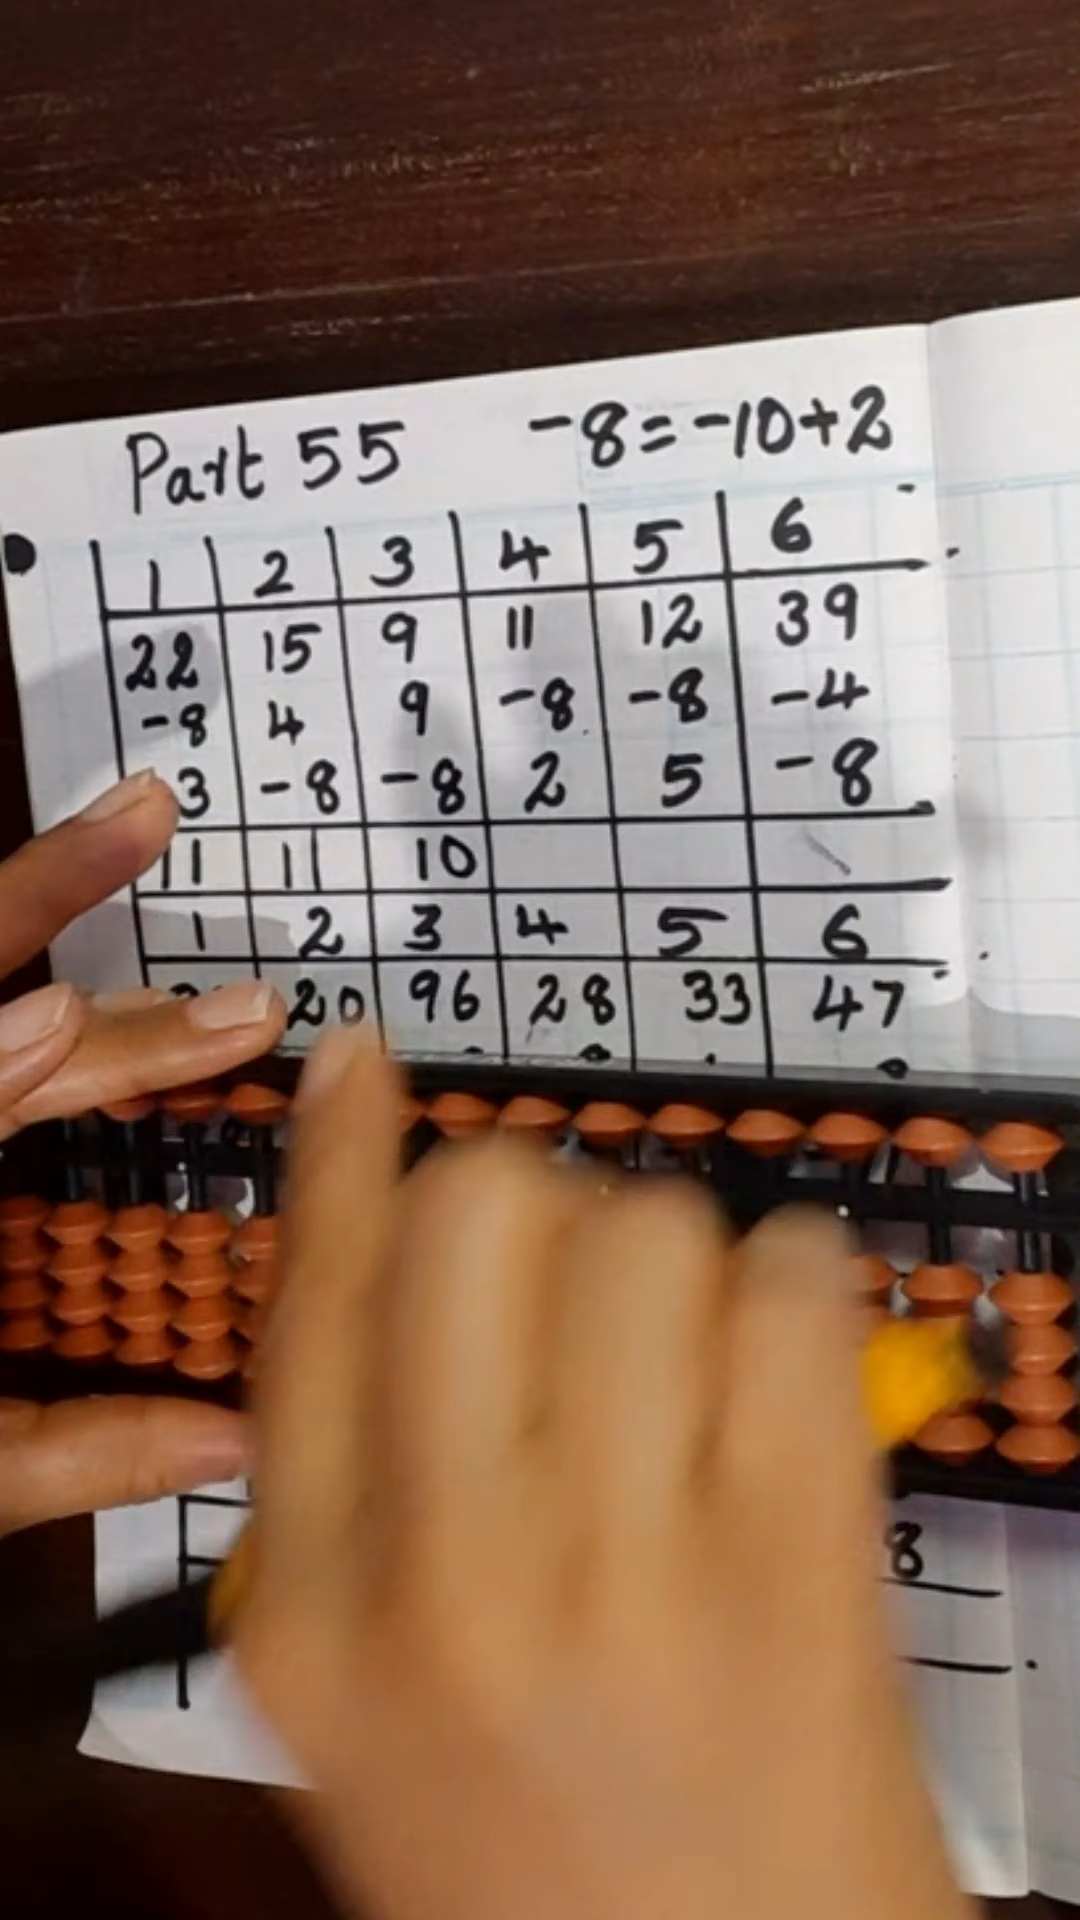 Part 55 -8=-10+2
1 2 3 4 5 6
22 15 9 11 12 39
-8 4 9 -8 -8 -4
3 -8 -8 2 5 -8
11 11 10
1 2 3 4 5 6
20 96 28 33 47
8